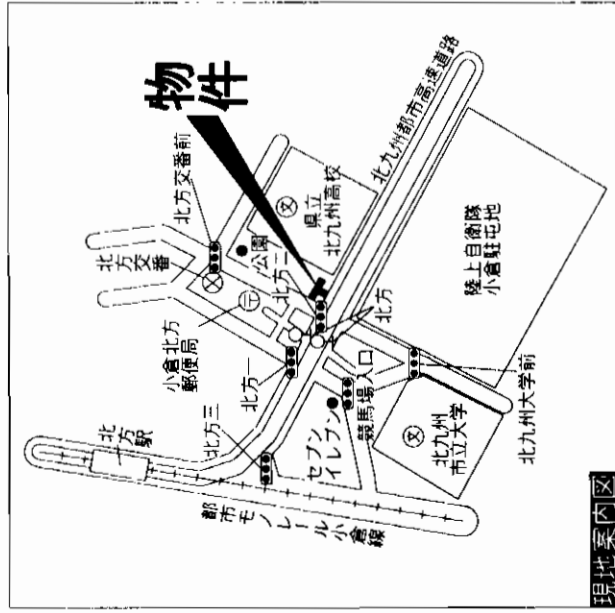 物件
北九州都市高速道路
北方交番前
北方
交番
県立
北九州高校
公園
北方二
小倉北方
郵便局
北方一
北方
陸上自衛隊
小倉駐屯地
北方
駅
北方三
セブン
イレブン
競馬場入口
北九州
市立大学
北九州大学前
都市モノレール小倉線
現地案内図